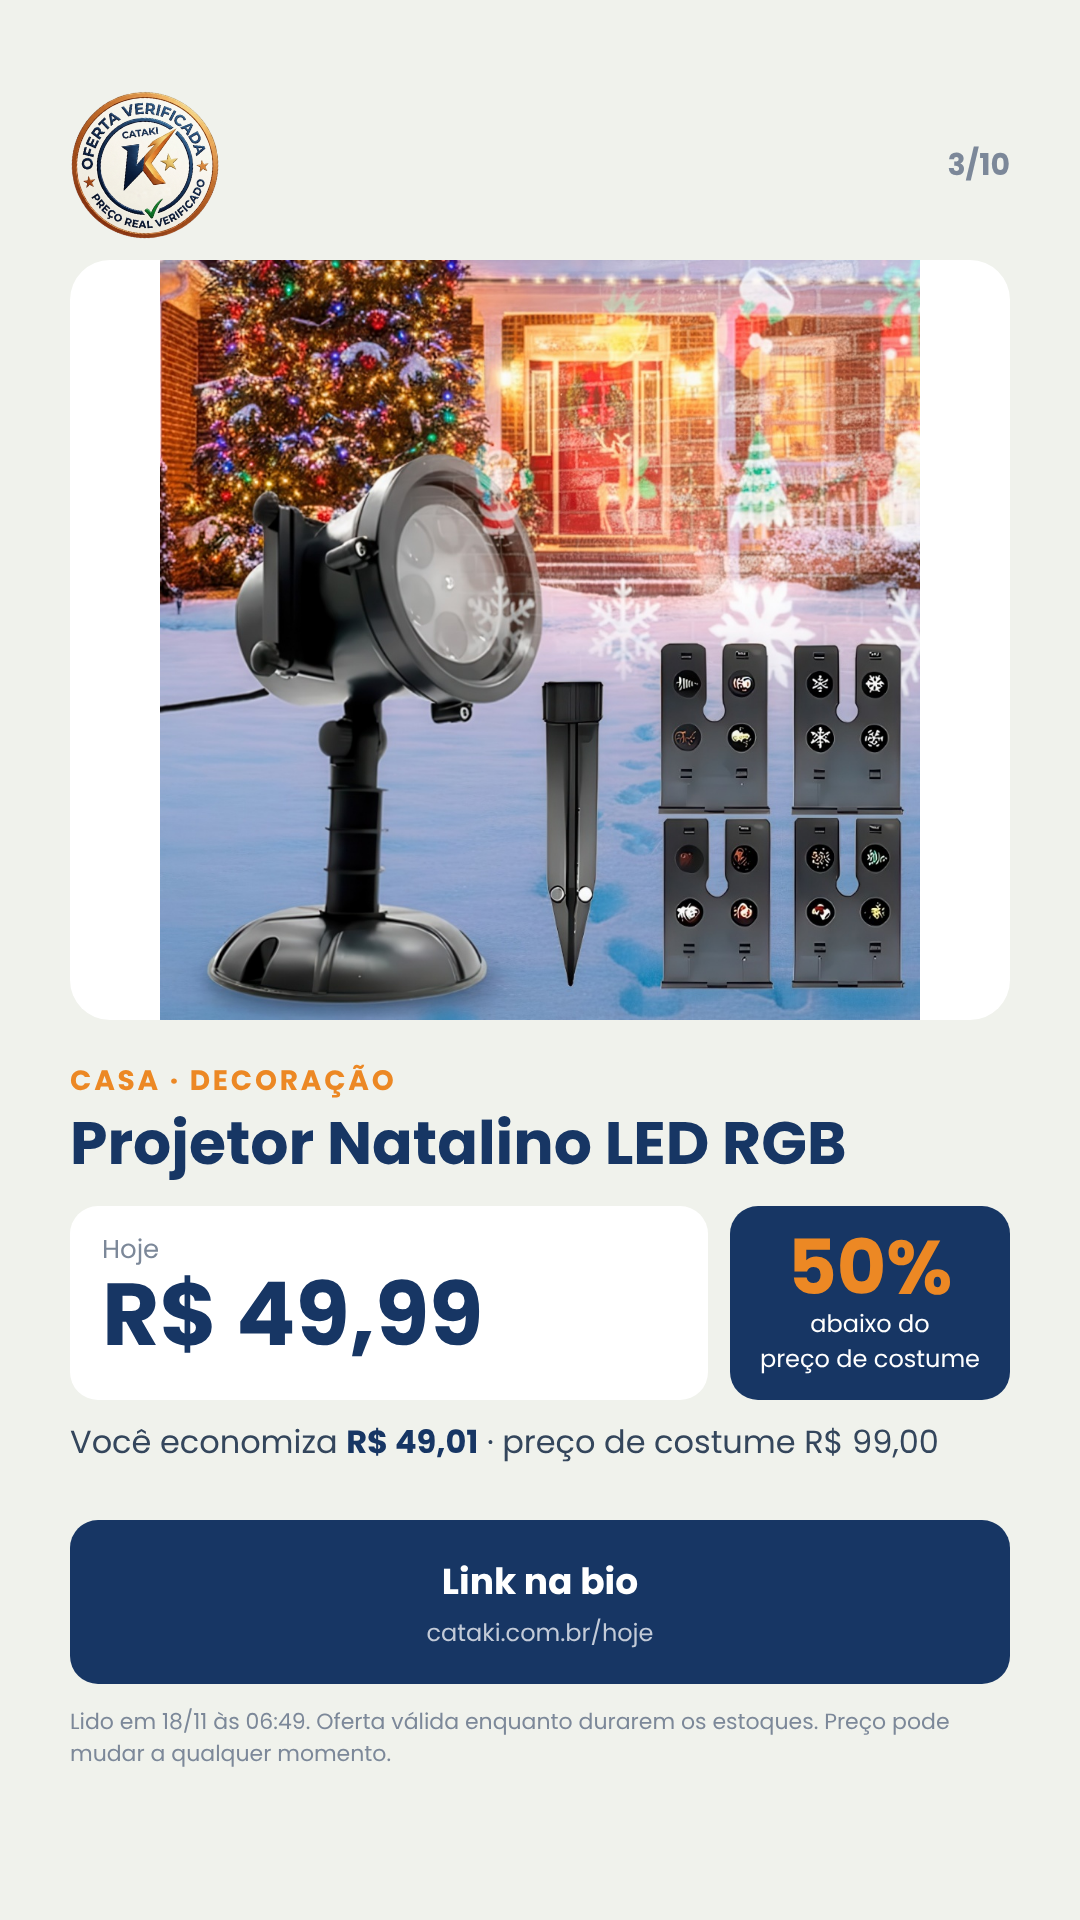 OFERTA VERIFICADA
CATAKI
PREÇO REAL VERIFICADO
3/10
CASA · DECORAÇÃO
Projetor Natalino LED RGB
Hoje
R$ 49,99
50%
abaixo do
preço de costume
Você economiza R$ 49,01 · preço de costume R$ 99,00
Link na bio
cataki.com.br/hoje
Lido em 18/11 às 06:49. Oferta válida enquanto durarem os estoques. Preço pode
mudar a qualquer momento.